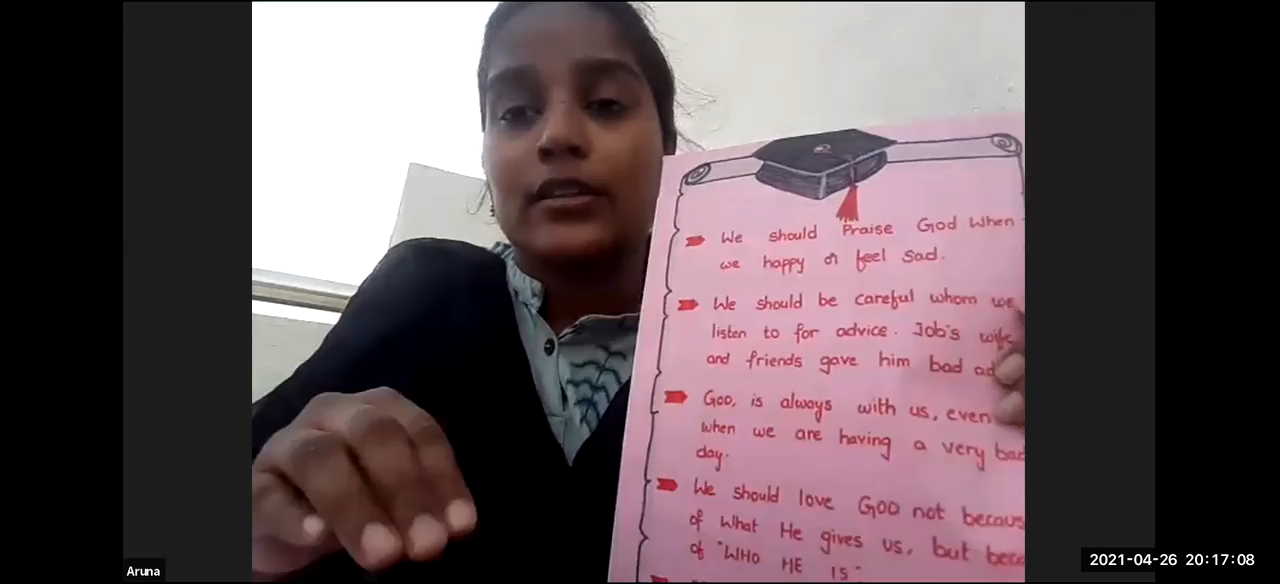 We should Praise God When
we happy or feel sad.
We should be careful whom we
listen to for advice. Job's wife
and friends gave him bad
God, is always with us, even
when we are having a very bad
day.
We should love God not
of what He gives us, but
of "WHO HE IS"
Aruna
2021-04-26 20:17:08